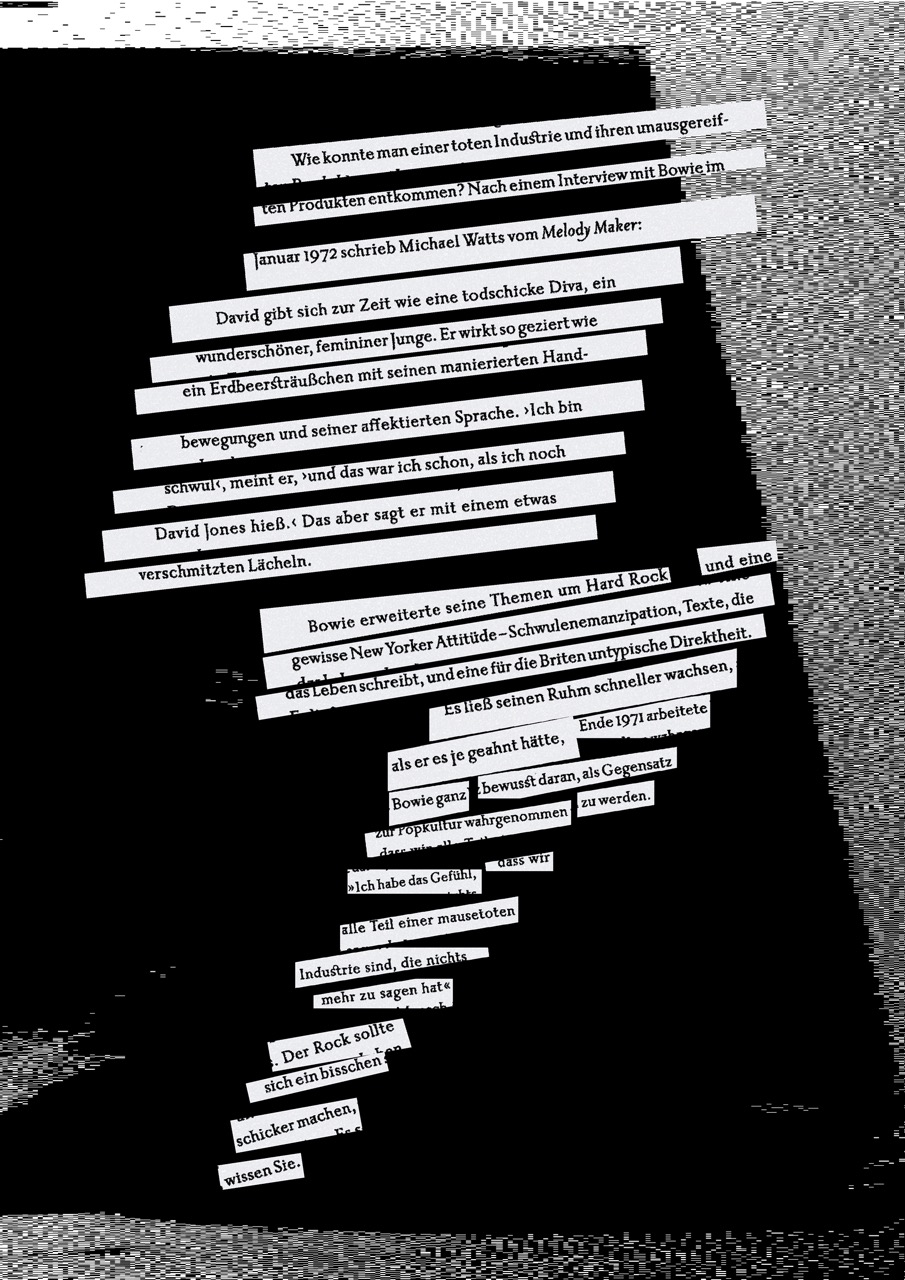 Wie konnte man einer toten Industrie und ihren unausgereif-
ten Produkten entkommen? Nach einem Interview mit Bowie im
Januar 1972 schrieb Michael Watts vom Melody Maker:
David gibt sich zur Zeit wie eine todschicke Diva, ein
wunderschöner, femininer Junge. Er wirkt so geziert wie
ein Erdbeersträußchen mit seinen manierierten Hand-
bewegungen und seiner affektierten Sprache. ›Ich bin
schwul‹, meint er, ›und das war ich schon, als ich noch
David Jones hieß.‹ Das aber sagt er mit einem etwas
verschmitzten Lächeln.
Bowie erweiterte seine Themen um Hard Rock und eine
gewisse New Yorker Attitüde–Schwulenemanzipation, Texte, die
das Leben schreibt, und eine für die Briten untypische Direktheit.
Es ließ seinen Ruhm schneller wachsen,
als er es je geahnt hätte, Ende 1971 arbeitete
Bowie ganz bewusst daran, als Gegensatz
zur Popkultur wahrgenommen zu werden.
»Ich habe das Gefühl, dass wir
alle Teil einer mausetoten
Industrie sind, die nichts
mehr zu sagen hat«
. Der Rock sollte
sich ein bisschen
schicker machen,
wissen Sie.